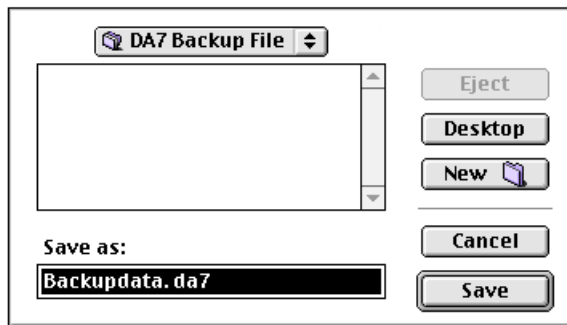 DA7 Backup File
Eject
Desktop
New
Save as:
Backupdata.da7
Cancel
Save